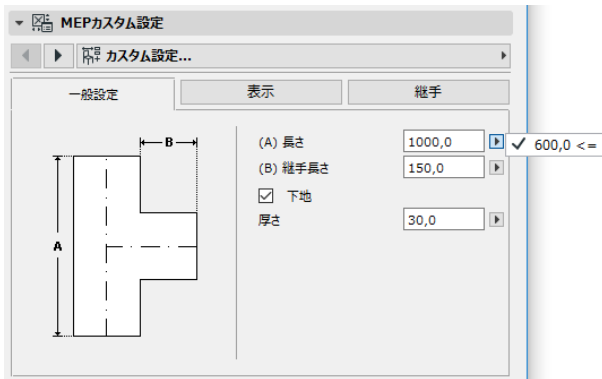 MEPカスタム設定
カスタム設定...
一般設定 表示 継手
B
(A) 長さ 1000,0 600,0 <=
(B) 継手長さ 150,0
下地
厚さ 30,0
A